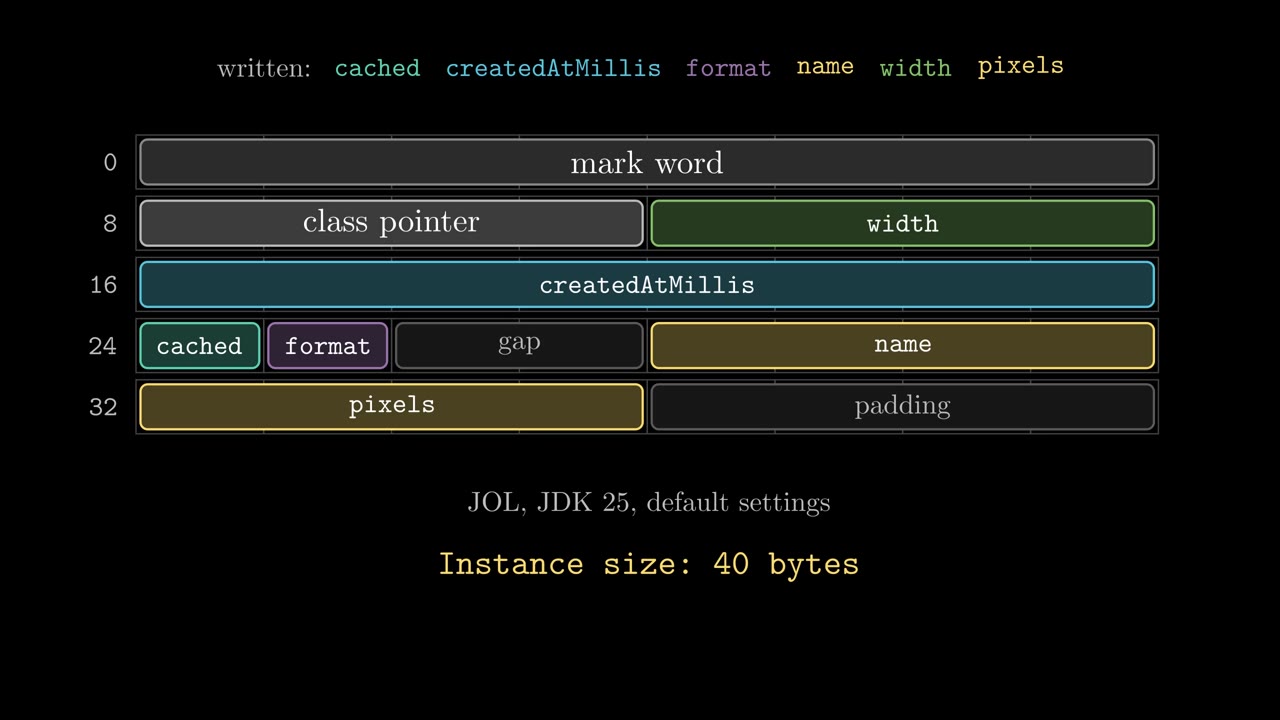 written: cached createdAtMillis format name width pixels
0 mark word
8 class pointer width
16 createdAtMillis
24 cached format gap name
32 pixels padding
JOL, JDK 25, default settings
Instance size: 40 bytes